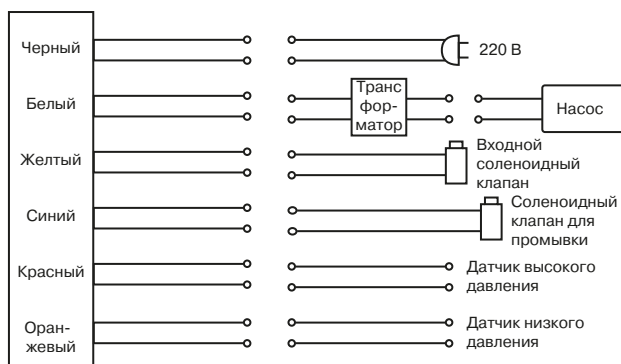 Черный
220 В
Белый
Транс
фор-
матор
Насос
Желтый
Входной
соленоидный
клапан
Синий
Соленоидный
клапан для
промывки
Красный
Датчик высокого
давления
Оран-
жевый
Датчик низкого
давления